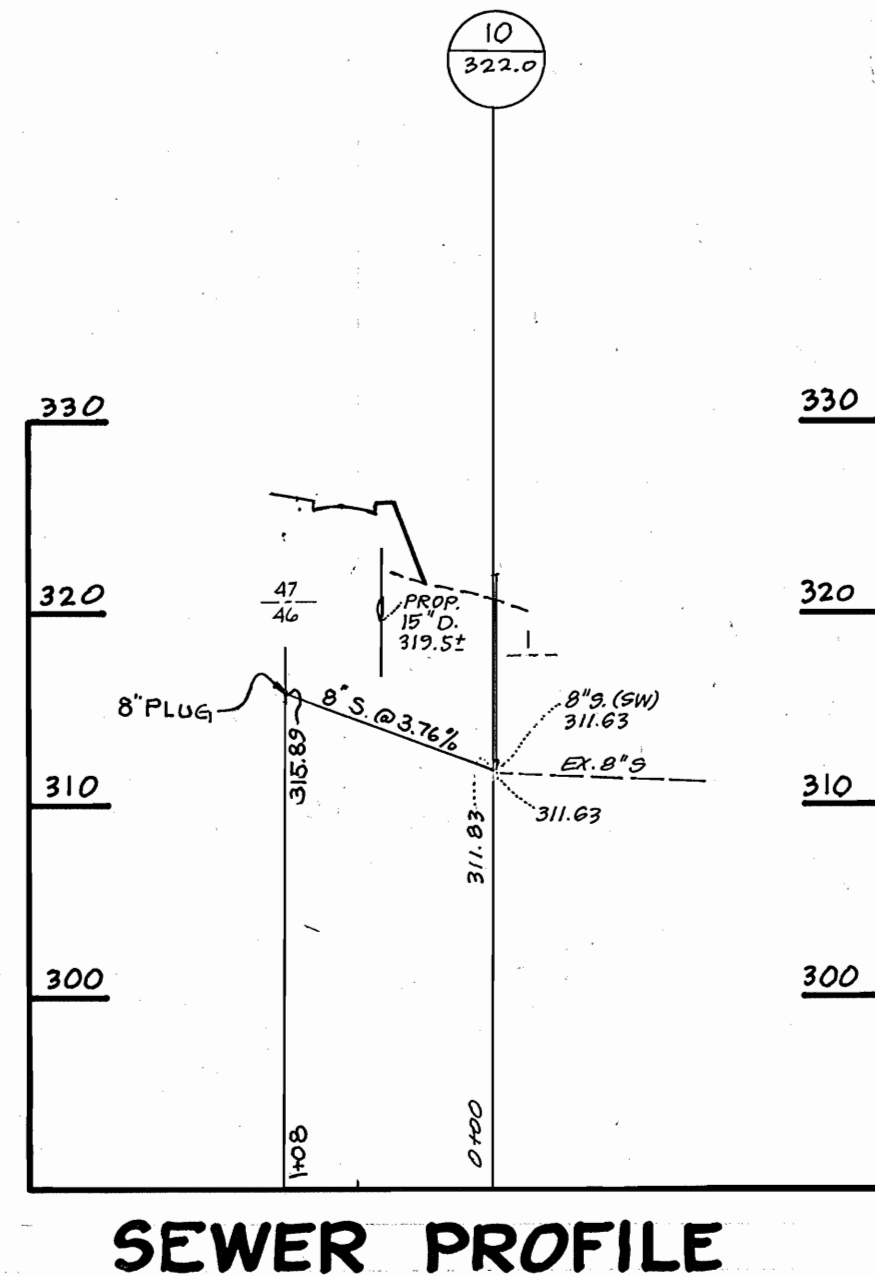 10
322.0
330
330
320
47
46
PROP.
15"D.
319.5±
320
8" PLUG
8" S. @ 3.76%
315.89
8"S. (SW)
311.63
EX. 8"S
310
311.83
311.63
310
300
300
1+08
0+00
SEWER PROFILE